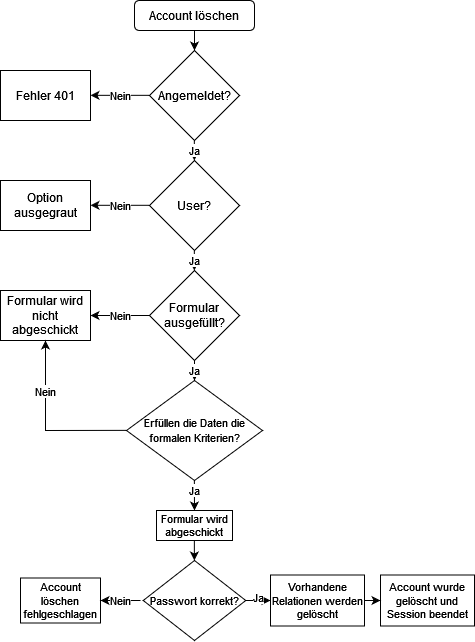 Account löschen
Angemeldet?
Nein
Fehler 401
Ja
User?
Nein
Option
ausgegraut
Ja
Formular
ausgefüllt?
Nein
Formular wird
nicht
abgeschickt
Ja
Nein
Erfüllen die Daten die
formalen Kriterien?
Ja
Formular wird
abgeschickt
Account
löschen
fehlgeschlagen
Nein
Passwort korrekt?
Ja
Vorhandene
Relationen werden
gelöscht
Account wurde
gelöscht und
Session beendet